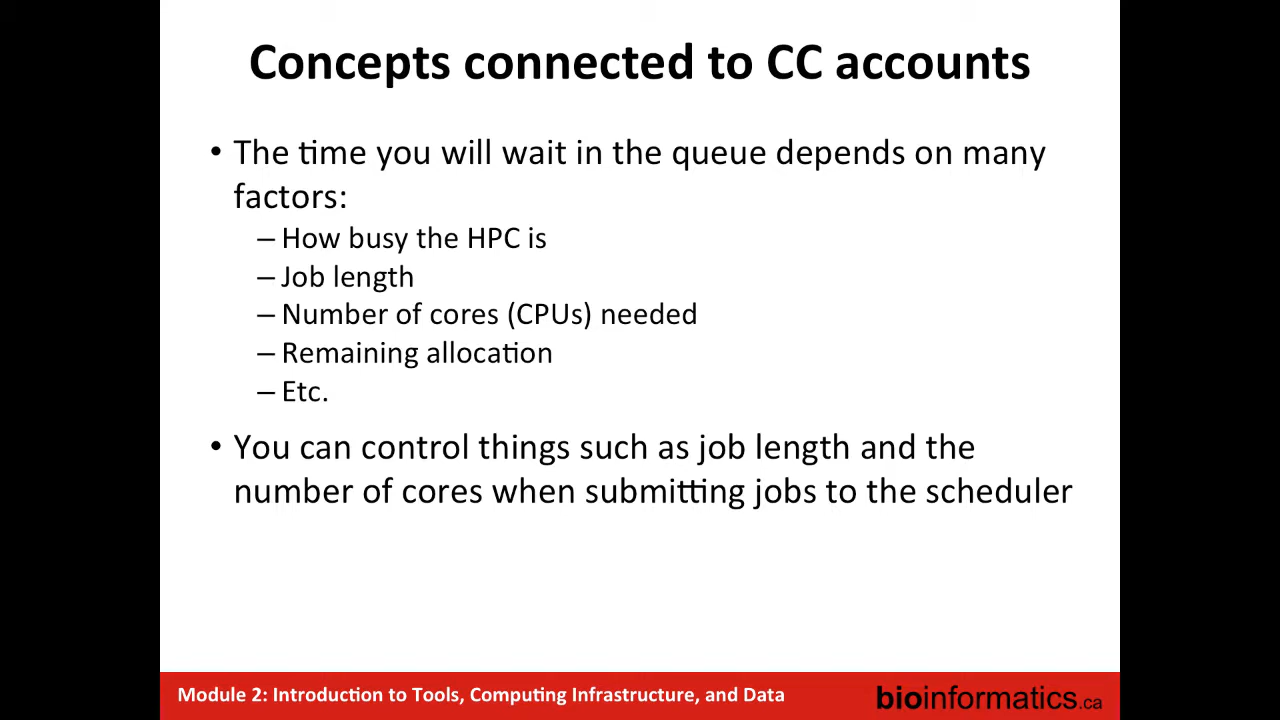 Concepts connected to CC accounts
• The time you will wait in the queue depends on many
factors:
– How busy the HPC is
– Job length
– Number of cores (CPUs) needed
– Remaining allocation
– Etc.
• You can control things such as job length and the
number of cores when submitting jobs to the scheduler
Module 2: Introduction to Tools, Computing Infrastructure, and Data
bioinformatics.ca